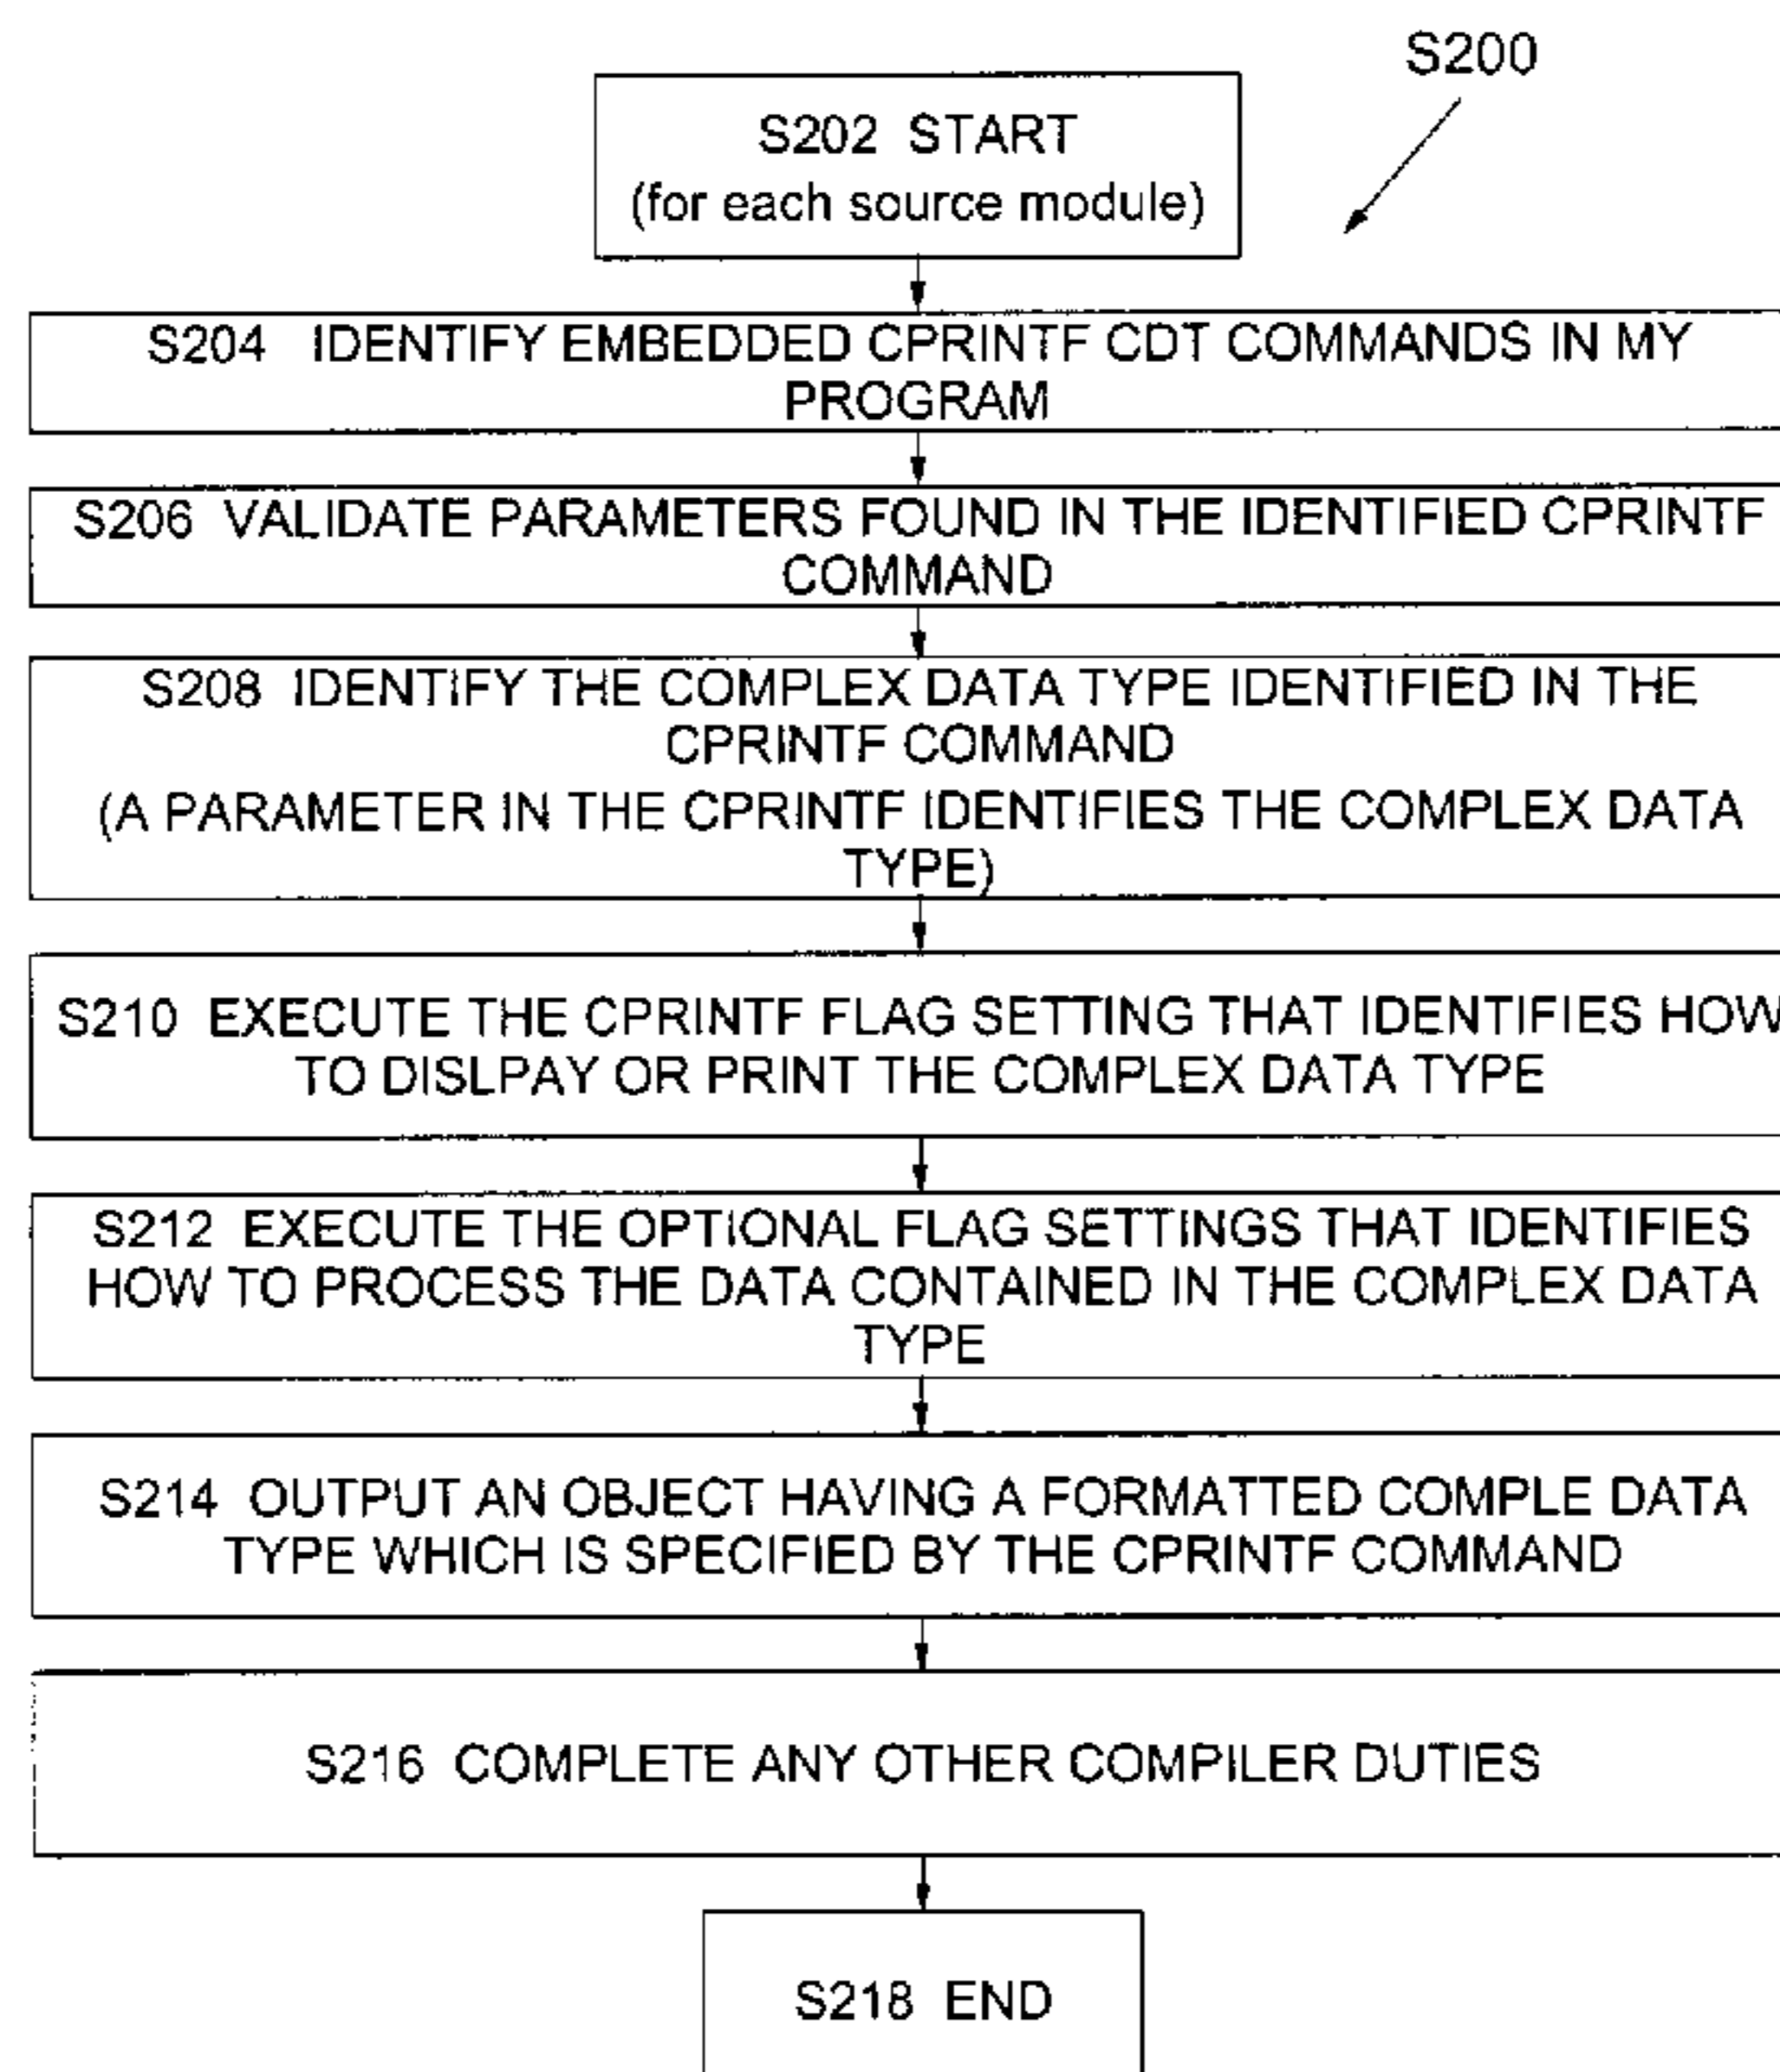 S200
S202 START
(for each source module)
S204 IDENTIFY EMBEDDED CPRINTF CDT COMMANDS IN MY
PROGRAM
S206 VALIDATE PARAMETERS FOUND IN THE IDENTIFIED CPRINTF
COMMAND
S208 IDENTIFY THE COMPLEX DATA TYPE IDENTIFIED IN THE
CPRINTF COMMAND
(A PARAMETER IN THE CPRINTF IDENTIFIES THE COMPLEX DATA
TYPE)
S210 EXECUTE THE CPRINTF FLAG SETTING THAT IDENTIFIES HOW
TO DISLPAY OR PRINT THE COMPLEX DATA TYPE
S212 EXECUTE THE OPTIONAL FLAG SETTINGS THAT IDENTIFIES
HOW TO PROCESS THE DATA CONTAINED IN THE COMPLEX DATA
TYPE
S214 OUTPUT AN OBJECT HAVING A FORMATTED COMPLE DATA
TYPE WHICH IS SPECIFIED BY THE CPRINTF COMMAND
S216 COMPLETE ANY OTHER COMPILER DUTIES
S218 END